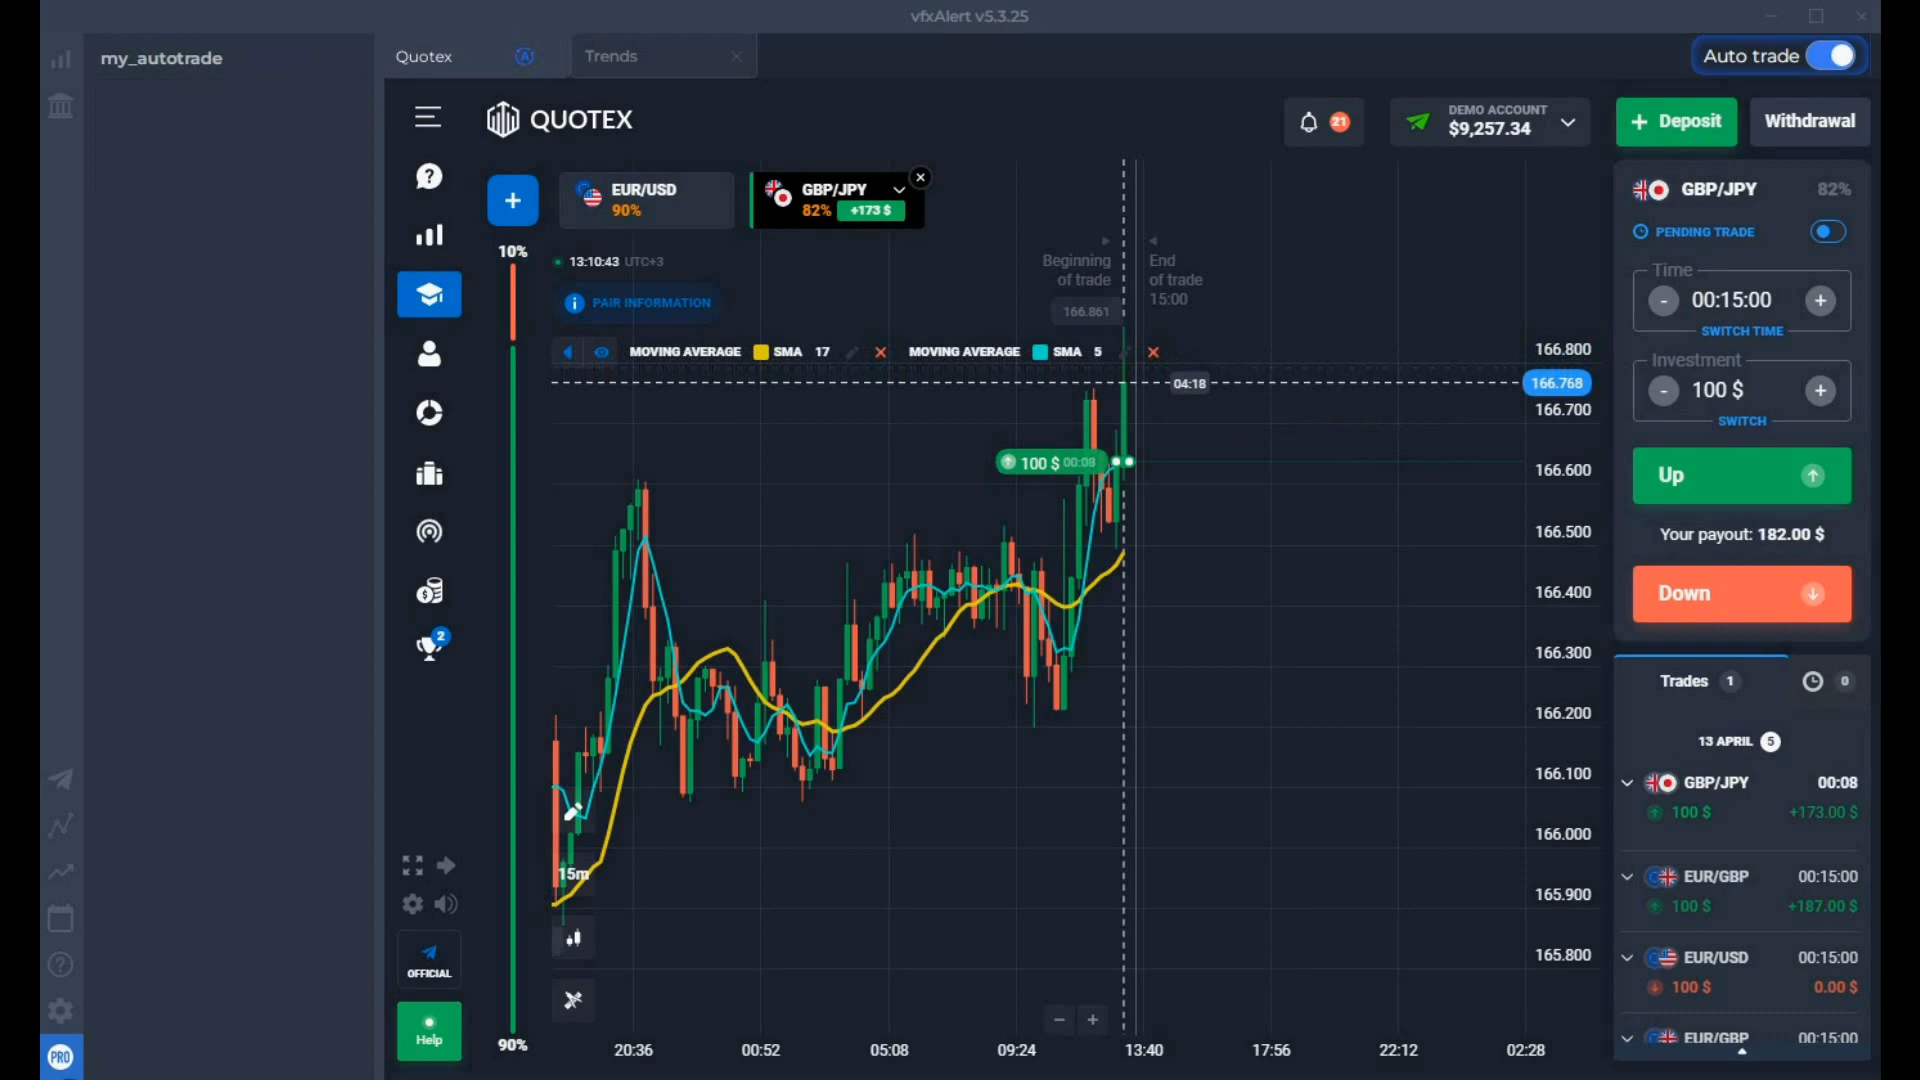 vfxAlert v5.3.25
my_autotrade
Quotex
Trends
Auto trade
QUOTEX
21
DEMO ACCOUNT
$9,257.34
+ Deposit
Withdrawal
+
EUR/USD
90%
GBP/JPY
82% +173 $
GBP/JPY 82%
PENDING TRADE
10%
13:10:43 UTC+3
PAIR INFORMATION
Beginning
of trade
End
of trade
15:00
166.861
MOVING AVERAGE SMA 17
MOVING AVERAGE SMA 5
Time
- 00:15:00 +
SWITCH TIME
Investment
- 100 $ +
SWITCH
Up
Your payout: 182.00 $
Down
04:18
166.768
100 $ 00:08
166.800
166.700
166.600
166.500
166.400
166.300
166.200
166.100
166.000
165.900
165.800
2
15m
OFFICIAL
Help
90%
PRO
20:36
00:52
05:08
09:24
13:40
17:56
22:12
02:28
Trades 1
0
13 APRIL 5
GBP/JPY 00:08
100 $ +173.00 $
EUR/GBP 00:15:00
100 $ +187.00 $
EUR/USD 00:15:00
100 $ 0.00 $
EUR/GBP 00:15:00